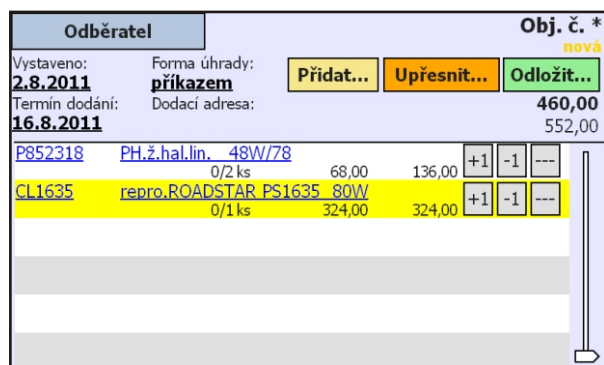 Odběratel
Obj. č. *
nová
Vystaveno:
Forma úhrady:
2.8.2011
příkazem
Přidat...
Upřesnit...
Odložit...
Termín dodání:
Dodací adresa:
460,00
16.8.2011
552,00
P852318 PH.ž.hal.lin. 48W/78
0/2 ks 68,00 136,00 +1 -1 ---
CL1635 repro.ROADSTAR PS1635 80W
0/1 ks 324,00 324,00 +1 -1 ---